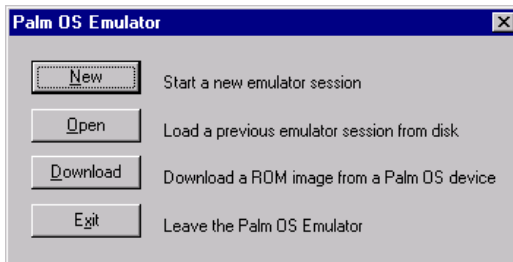 Palm OS Emulator
New Start a new emulator session
Open Load a previous emulator session from disk
Download Download a ROM image from a Palm OS device
Exit Leave the Palm OS Emulator